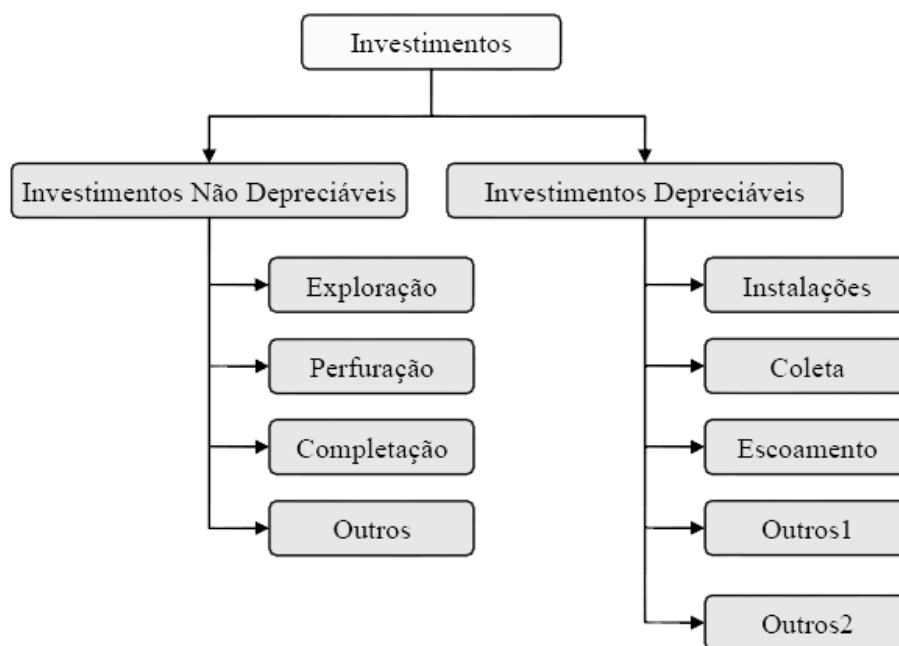 Investimentos
Investimentos Não Depreciáveis
Investimentos Depreciáveis
Exploração
Perfuração
Completação
Outros
Instalações
Coleta
Escoamento
Outros1
Outros2